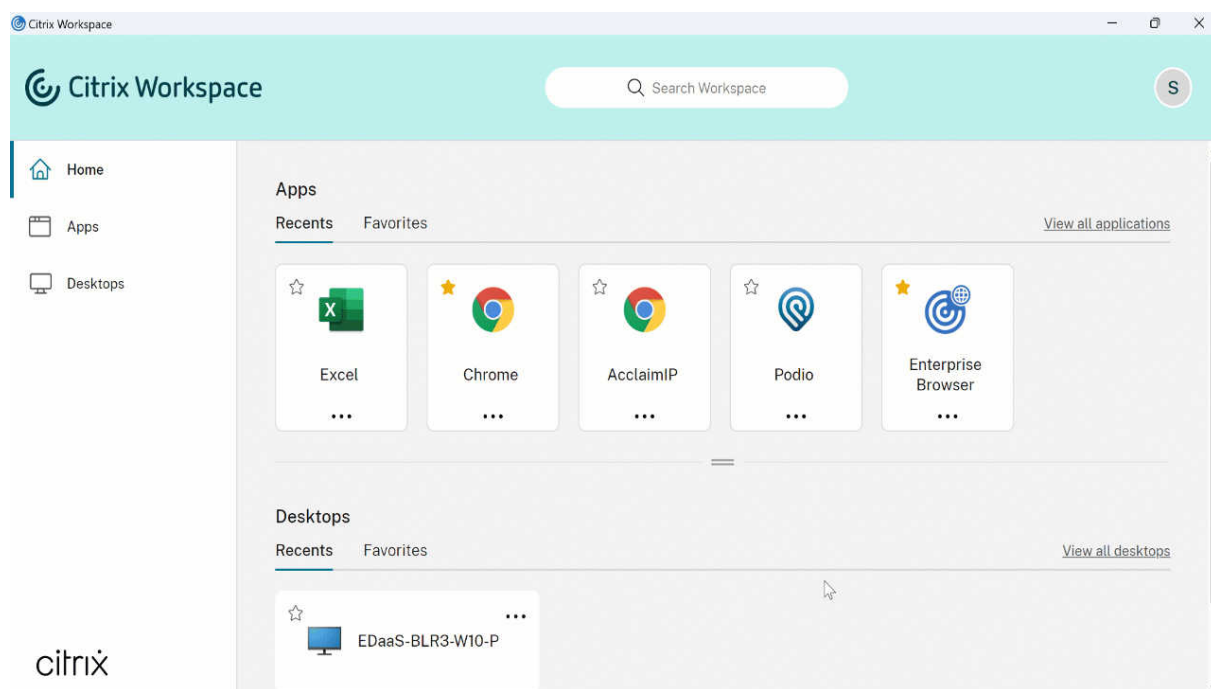 Citrix Workspace
Citrix Workspace
Search Workspace
S
Home
Apps
Desktops
Apps
Recents Favorites
View all applications
X
Excel
Chrome
AcclaimIP
Podio
Enterprise
Browser
Desktops
Recents Favorites
View all desktops
EDaaS-BLR3-W10-P
citrix